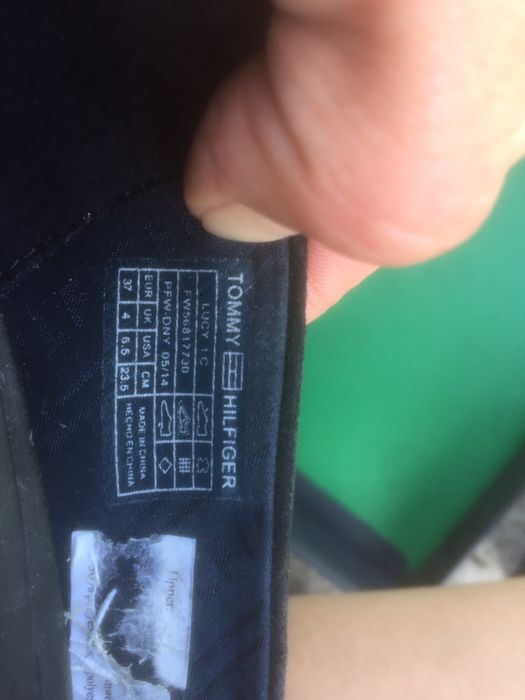 TOMMY HILFIGER
LUCY 1C
FW56817730
PFW-DNY 05/14
EUR UK USA CM
37 4 6.5 23.5
MADE IN CHINA
HECHO EN CHINA
Upper